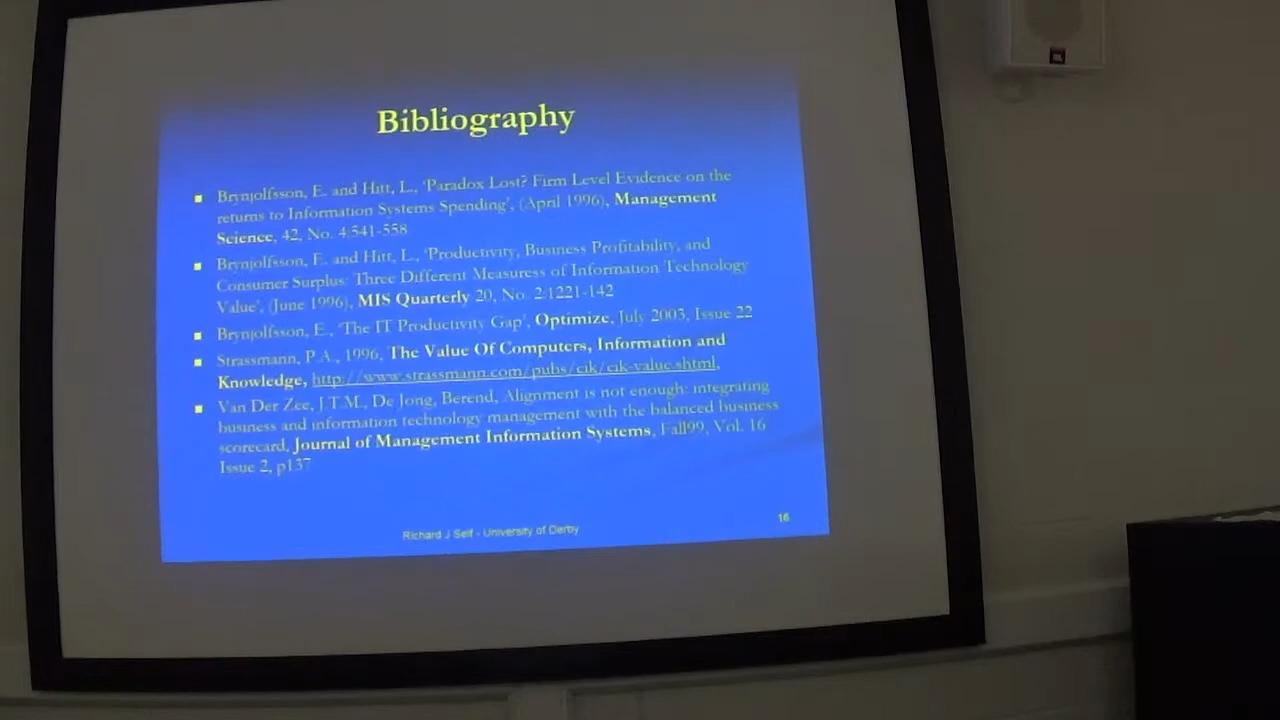 Bibliography
Brynjolfsson, E. and Hitt, L., 'Paradox Lost? Firm Level Evidence on the
returns to Information Systems Spending', (April 1996), Management
Science, 42, No. 4:541-558
Brynjolfsson, E. and Hitt, L., 'Productivity, Business Profitability, and
Consumer Surplus: Three Different Measuress of Information Technology
Value', (June 1996), MIS Quarterly 20, No. 2:1221-142
Brynjolfsson, E., 'The IT Productivity Gap', Optimize, July 2003, Issue 22
Strassmann, P.A., 1996, The Value Of Computers, Information and
Knowledge, http://www.strassmann.com/pubs/cik/cik-value.shtml,
Van Der Zee, J.T.M., De Jong, Berend, Alignment is not enough: integrating
business and information technology management with the balanced business
scorecard, Journal of Management Information Systems, Fall99, Vol. 16
Issue 2, p137
Richard J Self - University of Derby
16
JBL